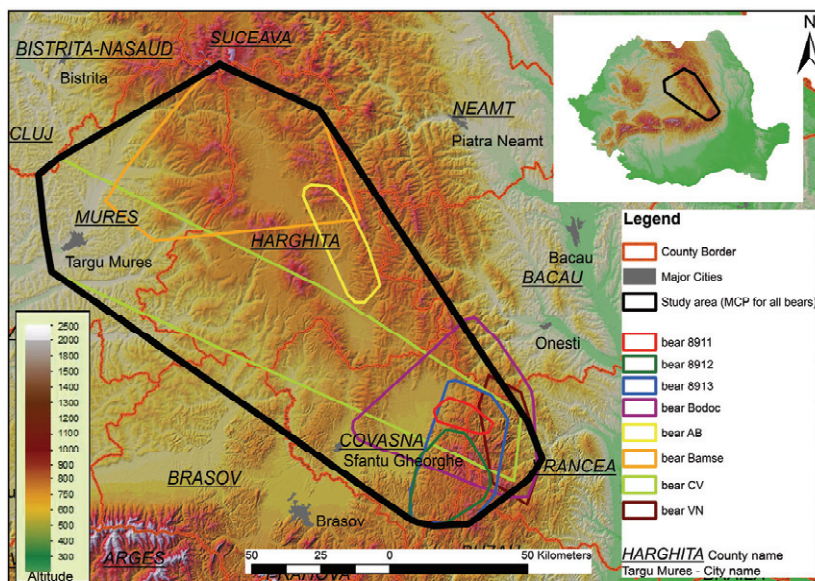 SUCEAVA
N
BISTRITA-NASAUD
Bistrita
NEAMT
Piatra Neamt
CLUJ
MURES
Targu Mures
HARGHITA
Bacau
BACAU
Onesti
COVASNA
Sfantu Gheorghe
RANCEA
BRASOV
Brasov
ARGES
2500
2000
1800
1600
1400
1300
1200
1100
1000
900
800
700
600
500
400
300
Altitude
50 25 0 50 Kilometers
Legend
County Border
Major Cities
Study area (MCP for all bears)
bear 8911
bear 8912
bear 8913
bear Bodoc
bear AB
bear Bamse
bear CV
bear VN
HARGHITA County name
Targu Mures - City name